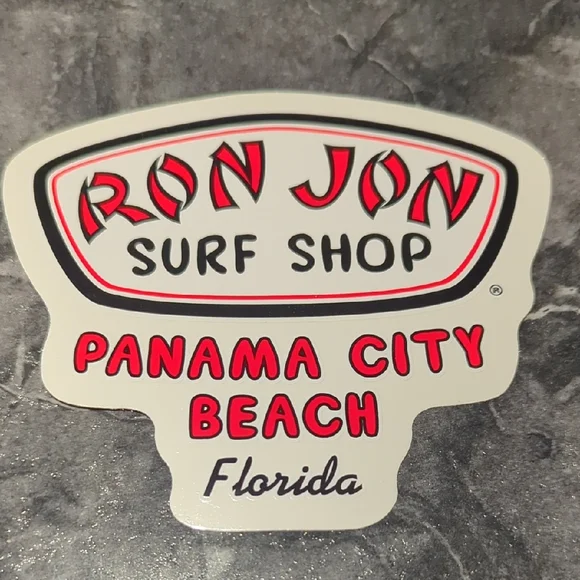 RON JON
SURF SHOP
®
PANAMA CITY
BEACH
Florida